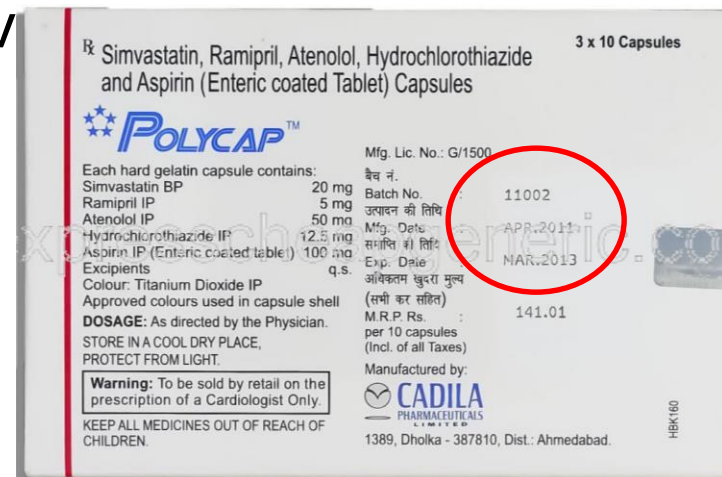 V
Rx Simvastatin, Ramipril, Atenolol, Hydrochlorothiazide
and Aspirin (Enteric coated Tablet) Capsules
3 x 10 Capsules
POLYCAP™
Each hard gelatin capsule contains:
Simvastatin BP 20 mg
Ramipril IP 5 mg
Atenolol IP 50 mg
Hydrochlorothiazide IP 12.5 mg
Aspirin IP (Enteric coated tablet) 100 mg
Excipients q.s.
Colour: Titanium Dioxide IP
Approved colours used in capsule shell
DOSAGE: As directed by the Physician.
STORE IN A COOL DRY PLACE,
PROTECT FROM LIGHT.
Warning: To be sold by retail on the
prescription of a Cardiologist Only.
KEEP ALL MEDICINES OUT OF REACH OF
CHILDREN.
Mfg. Lic. No.: G/1500
बैच नं.
Batch No. : 11002
उत्पादन की तिथि
Mfg. Date APR.2011
समाप्ति की तिथि
Exp. Date MAR.2013
अधिकतम खुदरा मुल्य
(सभी कर सहित)
M.R.P. Rs. : 141.01
per 10 capsules
(Incl. of all Taxes)
Manufactured by:
CADILA
PHARMACEUTICALS
LIMITED
1389, Dholka - 387810, Dist.: Ahmedabad.
HBK160